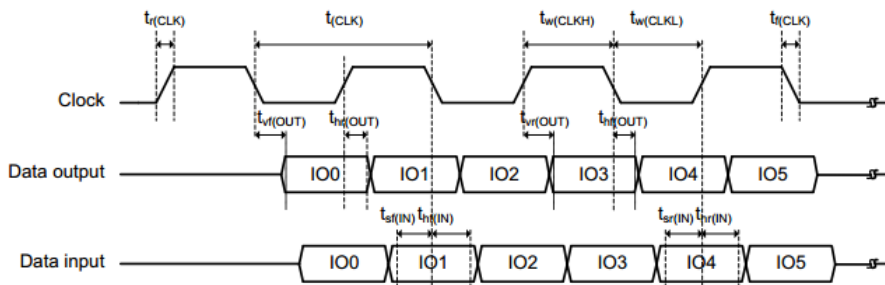 tr(CLK) t(CLK) tw(CLKH) tw(CLKL) tf(CLK)
Clock
tvf(OUT) thr(OUT) tvr(OUT) thf(OUT)
Data output IO0 IO1 IO2 IO3 IO4 IO5
tsf(IN) thf(IN) tsr(IN) thr(IN)
Data input IO0 IO1 IO2 IO3 IO4 IO5